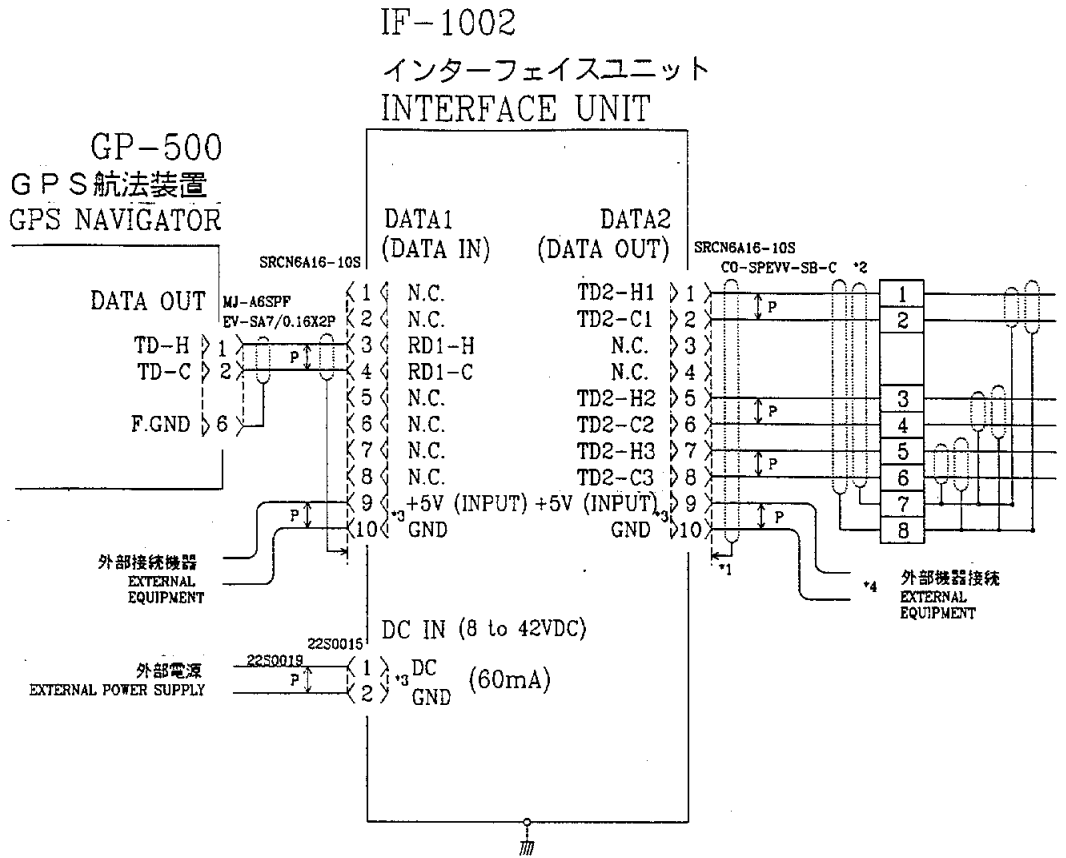 IF-1002
インターフェイスユニット
INTERFACE UNIT
GP-500
GPS航法装置
GPS NAVIGATOR
DATA OUT
TD-H 1
TD-C 2
F.GND 6
MJ-A6SPF
EV-SA7/0.16X2P
P
SRCN6A16-10S
DATA1
(DATA IN)
1 N.C.
2 N.C.
3 RD1-H
4 RD1-C
5 N.C.
6 N.C.
7 N.C.
8 N.C.
9 +5V (INPUT)
10 *3 GND
P
外部接続機器
EXTERNAL
EQUIPMENT
DATA2
(DATA OUT)
SRCN6A16-10S
CO-SPEVV-SB-C *2
TD2-H1 1
TD2-C1 2
N.C. 3
N.C. 4
TD2-H2 5
TD2-C2 6
TD2-H3 7
TD2-C3 8
+5V (INPUT) 9
GND *3 10
P
P
P
P
*1
*4
外部機器接続
EXTERNAL
EQUIPMENT
1
2
3
4
5
6
7
8
DC IN (8 to 42VDC)
22S0015
22S0019
1 DC
2 GND
*3
(60mA)
P
外部電源
EXTERNAL POWER SUPPLY